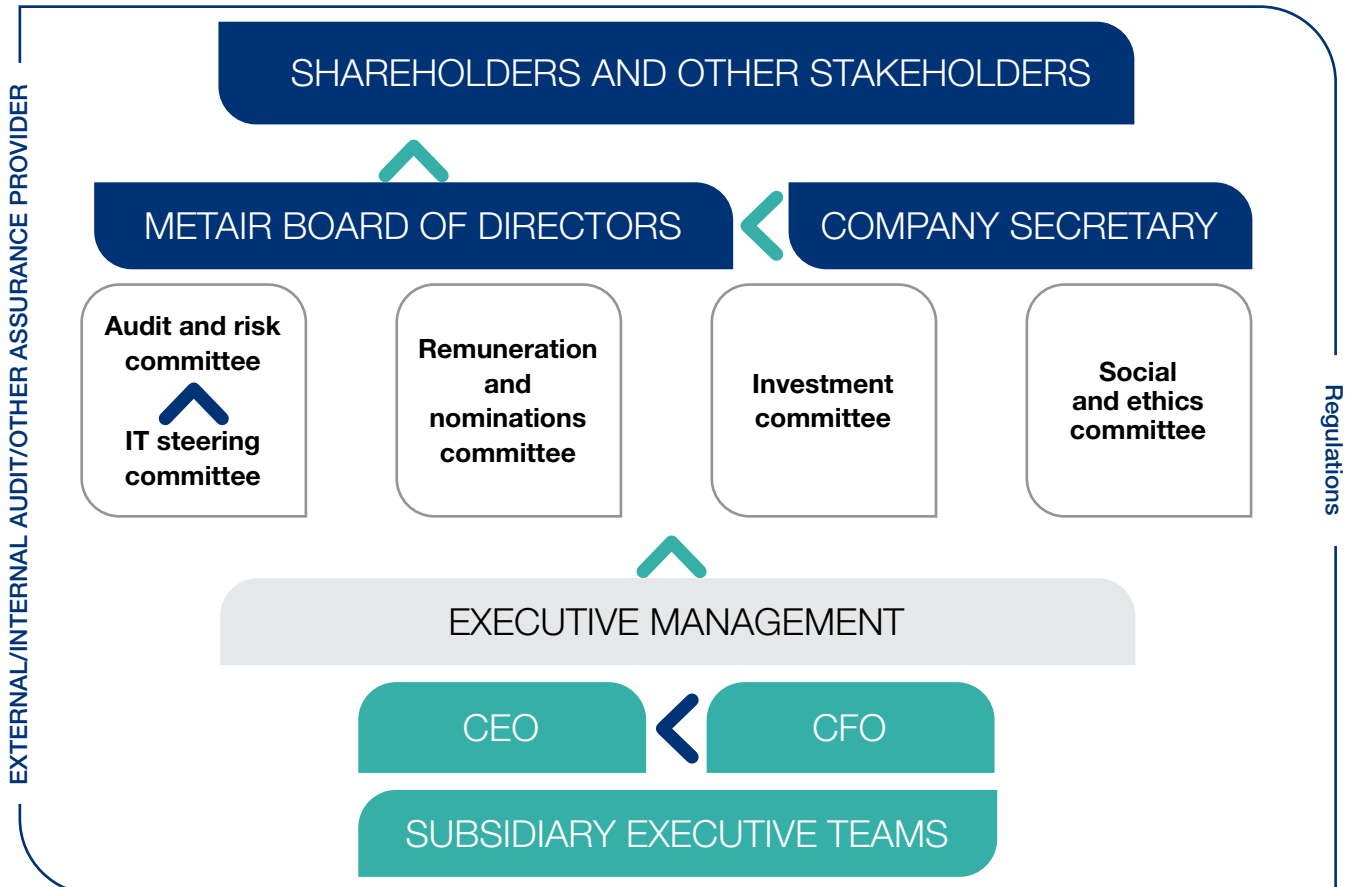 SHAREHOLDERS AND OTHER STAKEHOLDERS
METAIR BOARD OF DIRECTORS
COMPANY SECRETARY
Audit and risk
committee
IT steering
committee
Remuneration
and
nominations
committee
Investment
committee
Social
and ethics
committee
EXECUTIVE MANAGEMENT
CEO
CFO
SUBSIDIARY EXECUTIVE TEAMS
EXTERNAL/INTERNAL AUDIT/OTHER ASSURANCE PROVIDER
Regulations